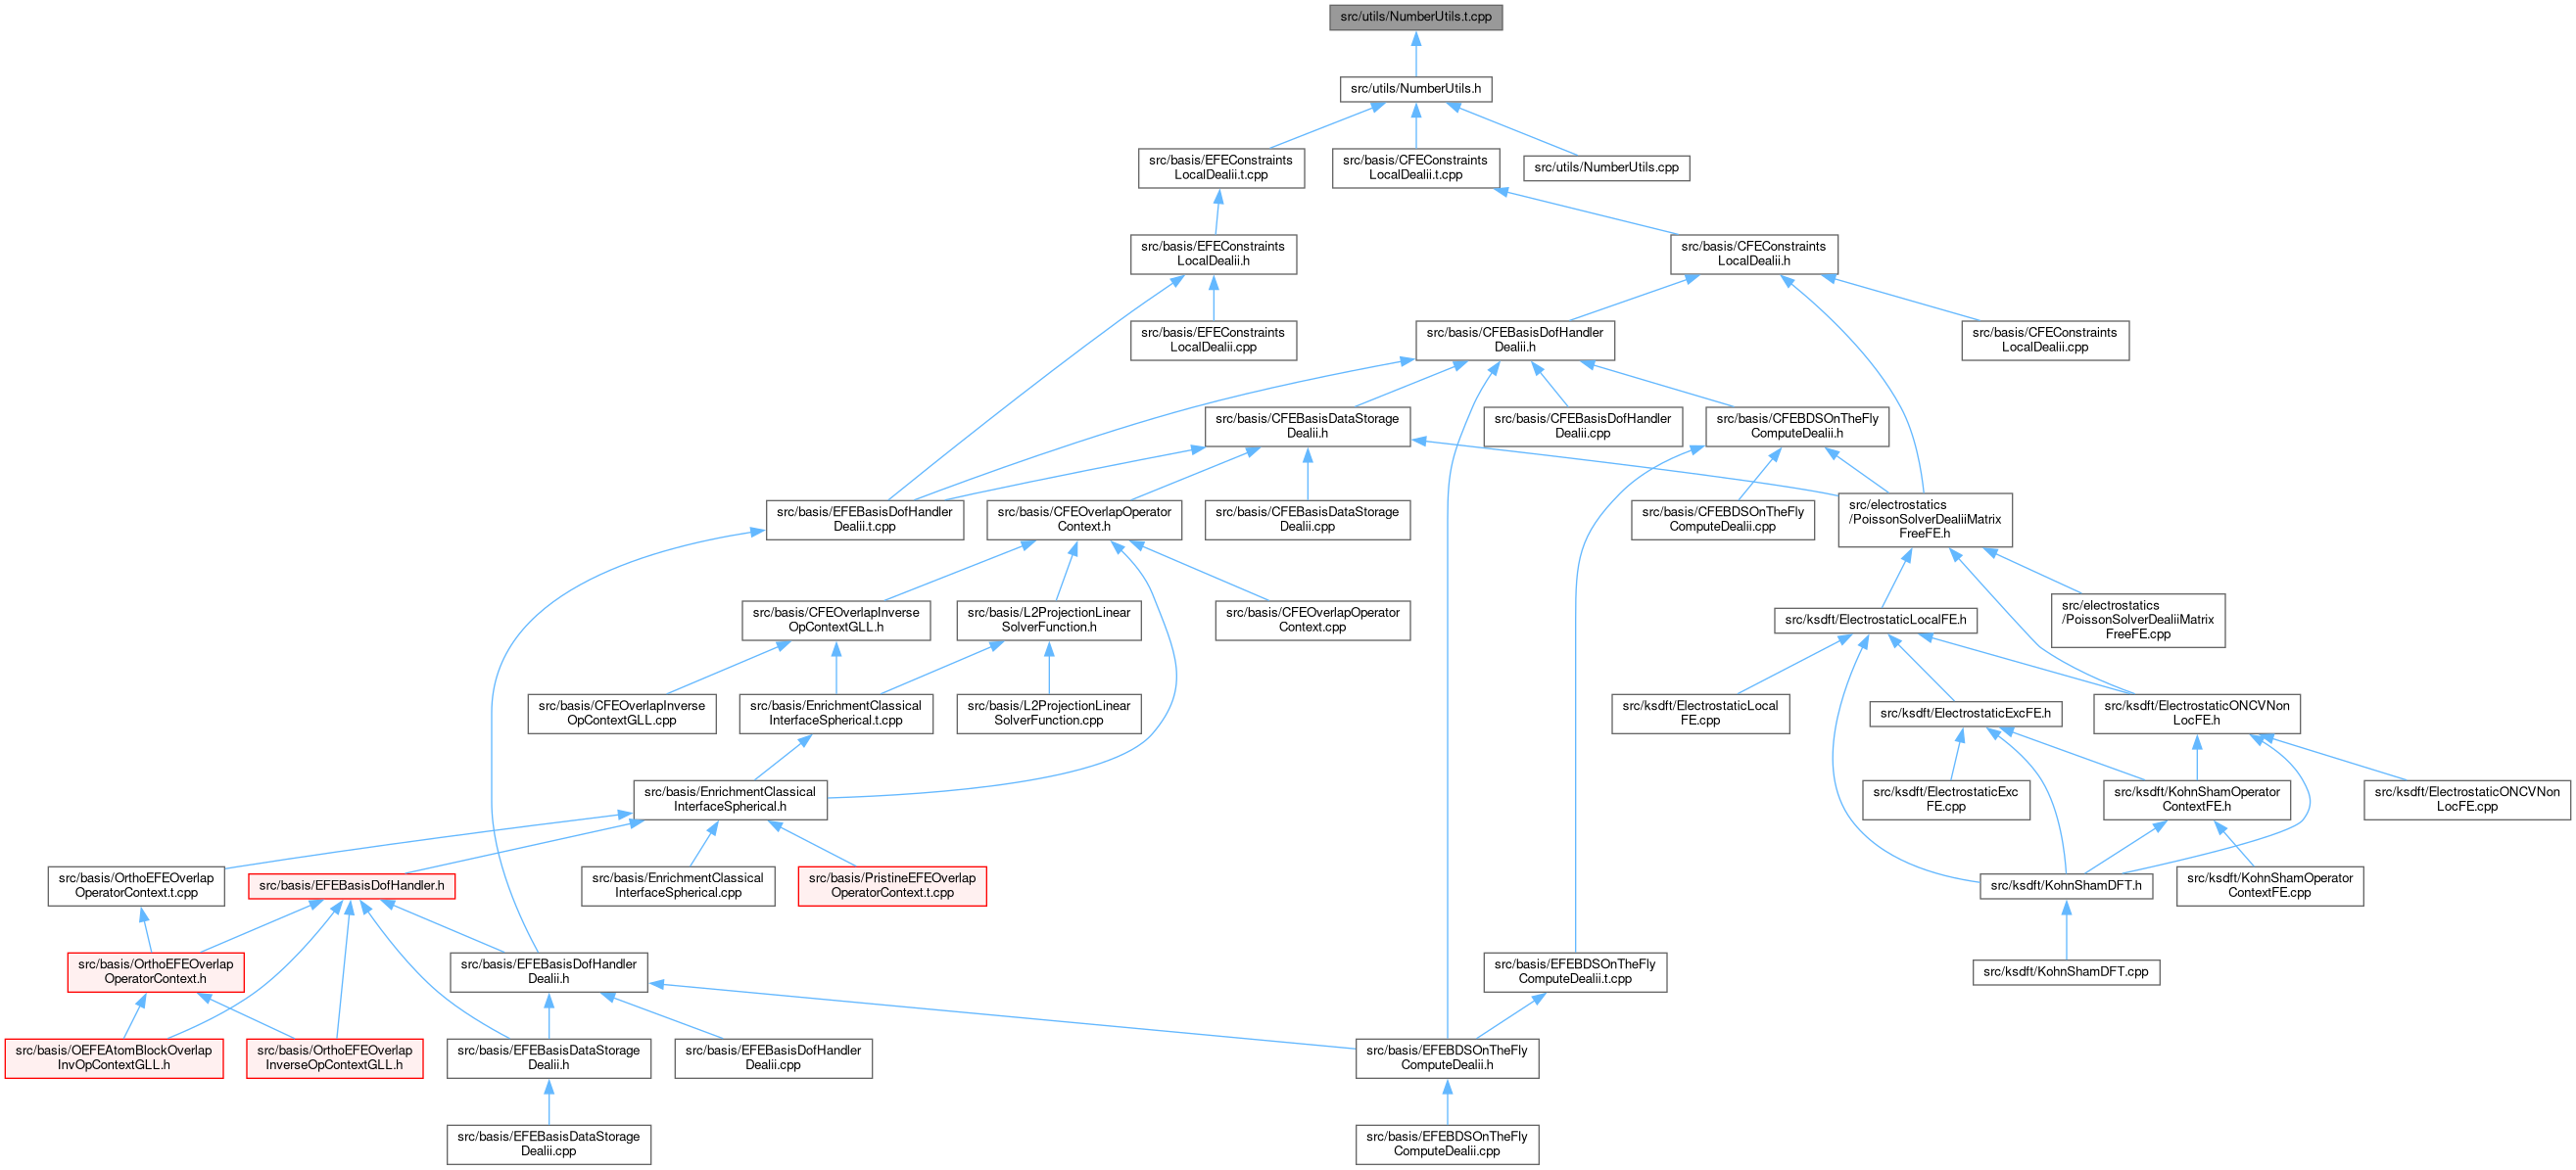 src/utils/NumberUtils.t.cpp
src/utils/NumberUtils.h
src/basis/EFEConstraints
LocalDealii.t.cpp
src/basis/CFEConstraints
LocalDealii.t.cpp
src/utils/NumberUtils.cpp
src/basis/EFEConstraints
LocalDealii.h
src/basis/CFEConstraints
LocalDealii.h
src/basis/EFEConstraints
LocalDealii.cpp
src/basis/CFEBasisDofHandler
Dealii.h
src/basis/CFEConstraints
LocalDealii.cpp
src/basis/CFEBasisDataStorage
Dealii.h
src/basis/CFEBasisDofHandler
Dealii.cpp
src/basis/CFEBDSOnTheFly
ComputeDealii.h
src/basis/EFEBasisDofHandler
Dealii.t.cpp
src/basis/CFEOverlapOperator
Context.h
src/basis/CFEBasisDataStorage
Dealii.cpp
src/basis/CFEBDSOnTheFly
ComputeDealii.cpp
src/electrostatics
/PoissonSolverDealiiMatrix
FreeFE.h
src/basis/CFEOverlapInverse
OpContextGLL.h
src/basis/L2ProjectionLinear
SolverFunction.h
src/basis/CFEOverlapOperator
Context.cpp
src/ksdft/ElectrostaticLocalFE.h
src/electrostatics
/PoissonSolverDealiiMatrix
FreeFE.cpp
src/basis/CFEOverlapInverse
OpContextGLL.cpp
src/basis/EnrichmentClassical
InterfaceSpherical.t.cpp
src/basis/L2ProjectionLinear
SolverFunction.cpp
src/ksdft/ElectrostaticLocal
FE.cpp
src/ksdft/ElectrostaticExcFE.h
src/ksdft/ElectrostaticONCVNon
LocFE.h
src/basis/EnrichmentClassical
InterfaceSpherical.h
src/ksdft/ElectrostaticExc
FE.cpp
src/ksdft/KohnShamOperator
ContextFE.h
src/ksdft/ElectrostaticONCVNon
LocFE.cpp
src/basis/OrthoEFEOverlap
OperatorContext.t.cpp
src/basis/EFEBasisDofHandler.h
src/basis/EnrichmentClassical
InterfaceSpherical.cpp
src/basis/PristineEFEOverlap
OperatorContext.t.cpp
src/ksdft/KohnShamDFT.h
src/ksdft/KohnShamOperator
ContextFE.cpp
src/basis/OrthoEFEOverlap
OperatorContext.h
src/basis/EFEBasisDofHandler
Dealii.h
src/basis/EFEBDSOnTheFly
ComputeDealii.t.cpp
src/ksdft/KohnShamDFT.cpp
src/basis/OEFEAtomBlockOverlap
InvOpContextGLL.h
src/basis/OrthoEFEOverlap
InverseOpContextGLL.h
src/basis/EFEBasisDataStorage
Dealii.h
src/basis/EFEBasisDofHandler
Dealii.cpp
src/basis/EFEBDSOnTheFly
ComputeDealii.h
src/basis/EFEBasisDataStorage
Dealii.cpp
src/basis/EFEBDSOnTheFly
ComputeDealii.cpp